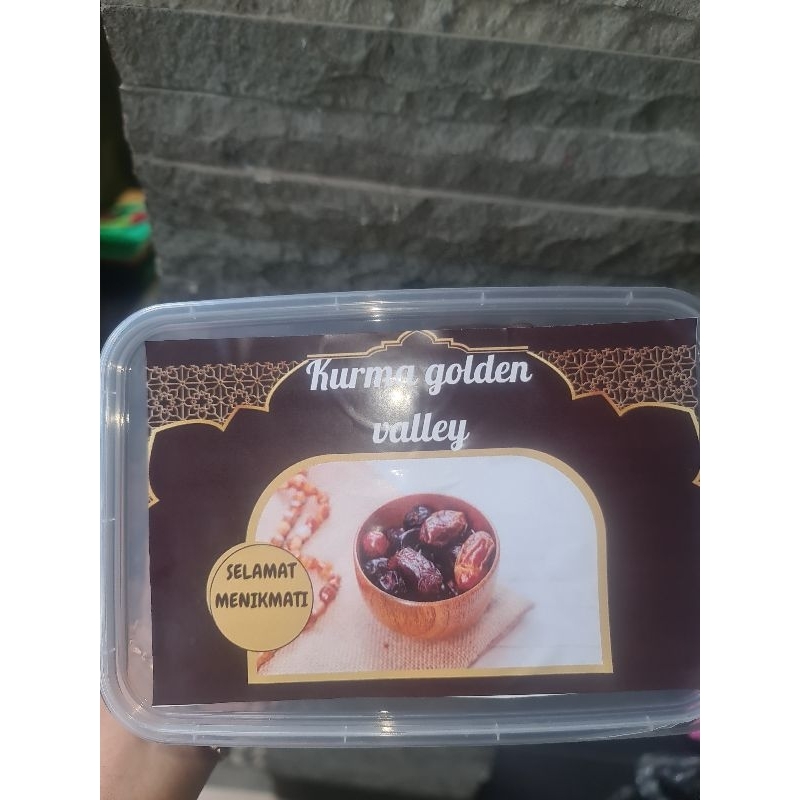 Kurma golden
valley
SELAMAT
MENIKMATI